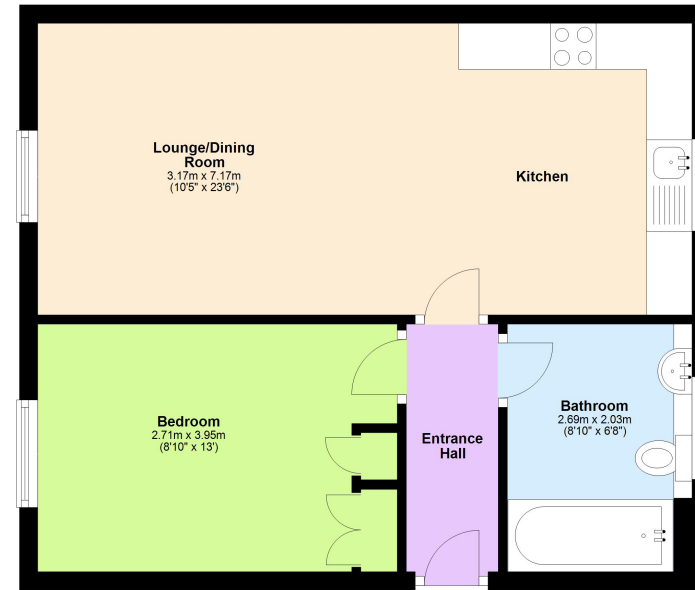 Lounge/Dining
Room
3.17m x 7.17m
(10'5" x 23'6")
Kitchen
Bedroom
2.71m x 3.95m
(8'10" x 13')
Entrance
Hall
Bathroom
2.69m x 2.03m
(8'10" x 6'8")